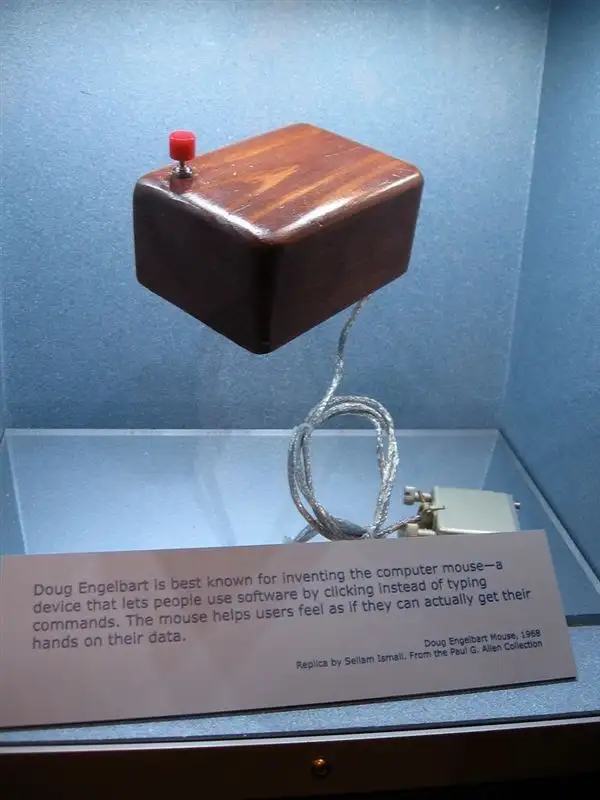 Doug Engelbart is best known for inventing the computer mouse—a
device that lets people use software by clicking instead of typing
commands. The mouse helps users feel as if they can actually get their
hands on their data.
Doug Engelbart Mouse, 1968
Replica by Sellam Ismail. From the Paul G. Allen Collection